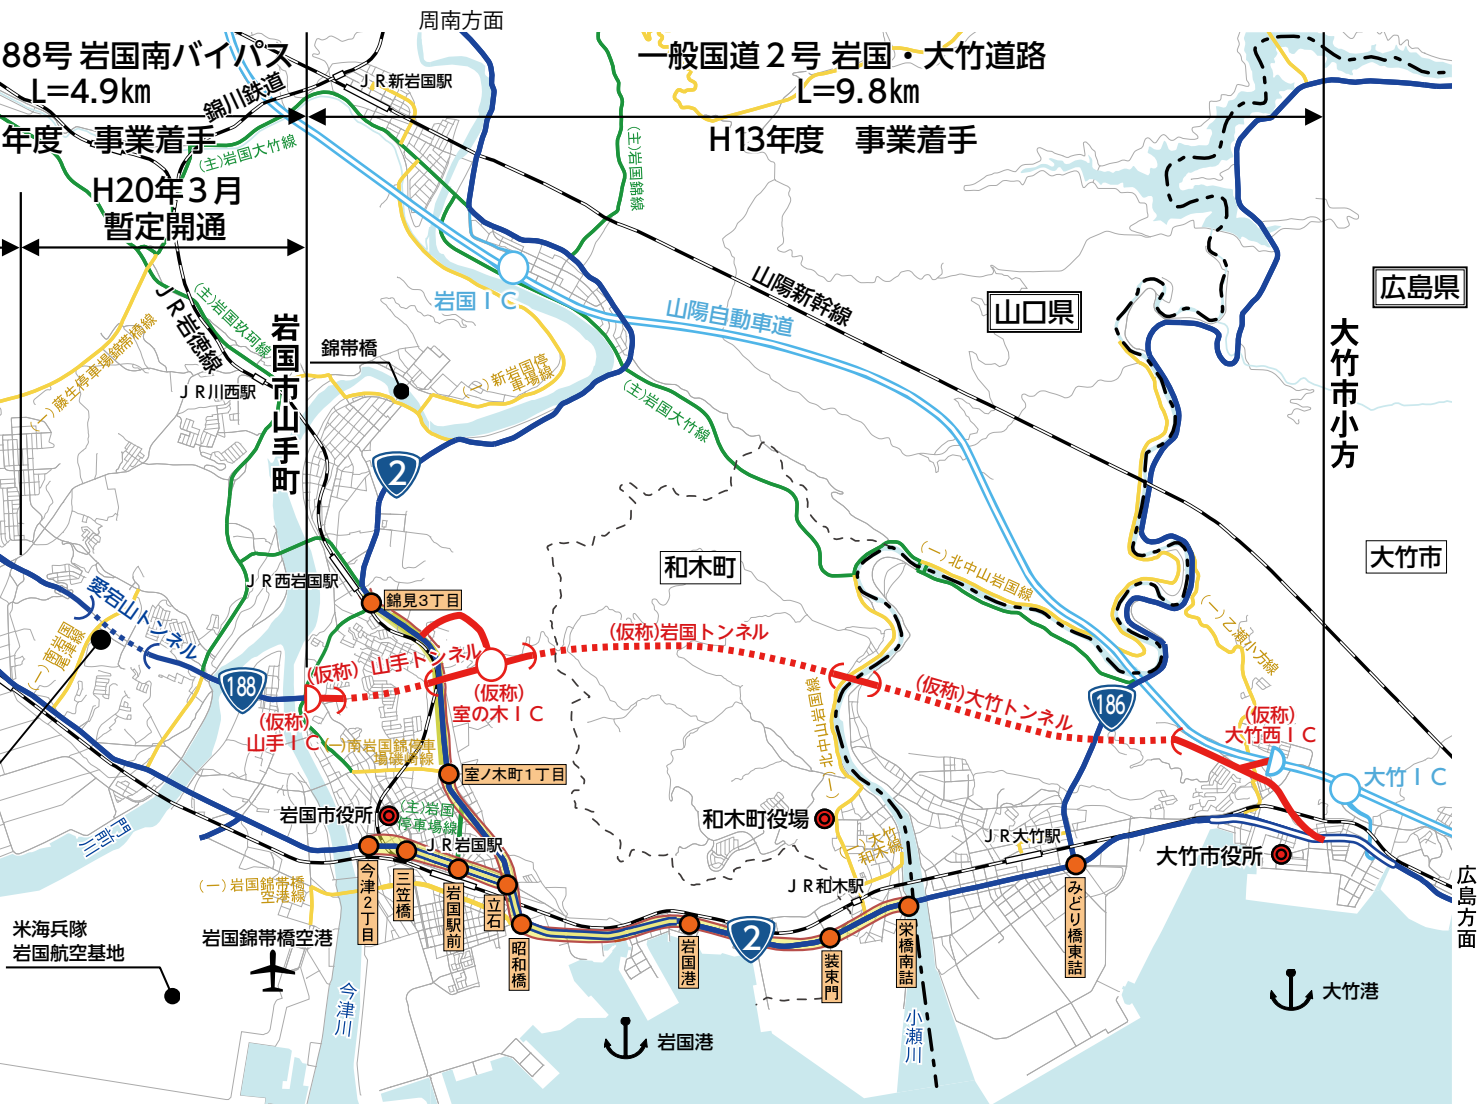 周南方面
88号 岩国南バイパス
L=4.9㎞
一般国道２号 岩国・大竹道路
L=9.8㎞
年度　事業着手
H13年度　事業着手
H20年３月
暫定開通
錦川鉄道
ＪＲ新岩国駅
(主)岩国大竹線
(主)岩国錦線
岩国ＩＣ
山陽自動車道
山陽新幹線
山口県
広島県
(主)岩国玖珂線
ＪＲ岩徳線
(一)藤生停車場錦帯橋線
岩国市山手町
錦帯橋
(一)新岩国停
車場線
ＪＲ川西駅
(主)岩国大竹線
大竹市小方
2
和木町
大竹市
(一)北中山岩国線
(一)乙瀬小方線
ＪＲ西岩国駅
錦見3丁目
愛宕山トンネル
188
(仮称) 山手トンネル
(仮称)岩国トンネル
(仮称)
室の木ＩＣ
(仮称)
山手ＩＣ
(一)南岩国錦停車
(仮称)大竹トンネル
186
(仮称)
大竹西ＩＣ
大竹ＩＣ
(一)北中山岩国線
室ノ木町1丁目
岩国市役所
(主)岩国
停車場線
ＪＲ岩国駅
和木町役場
(一)大竹
和木線
ＪＲ大竹駅
大竹市役所
ＪＲ和木駅
門前川
(一)岩国錦帯橋
空港線
今津2丁目
三笠橋
岩国駅前
立石
昭和橋
岩国港
2
装束門
栄橋南詰
みどり橋東詰
広島方面
米海兵隊
岩国航空基地
岩国錦帯橋空港
今津川
岩国港
小瀬川
大竹港